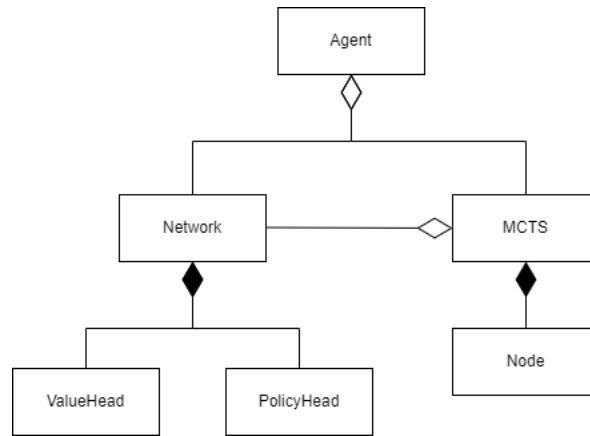 Agent
Network
MCTS
Node
ValueHead
PolicyHead